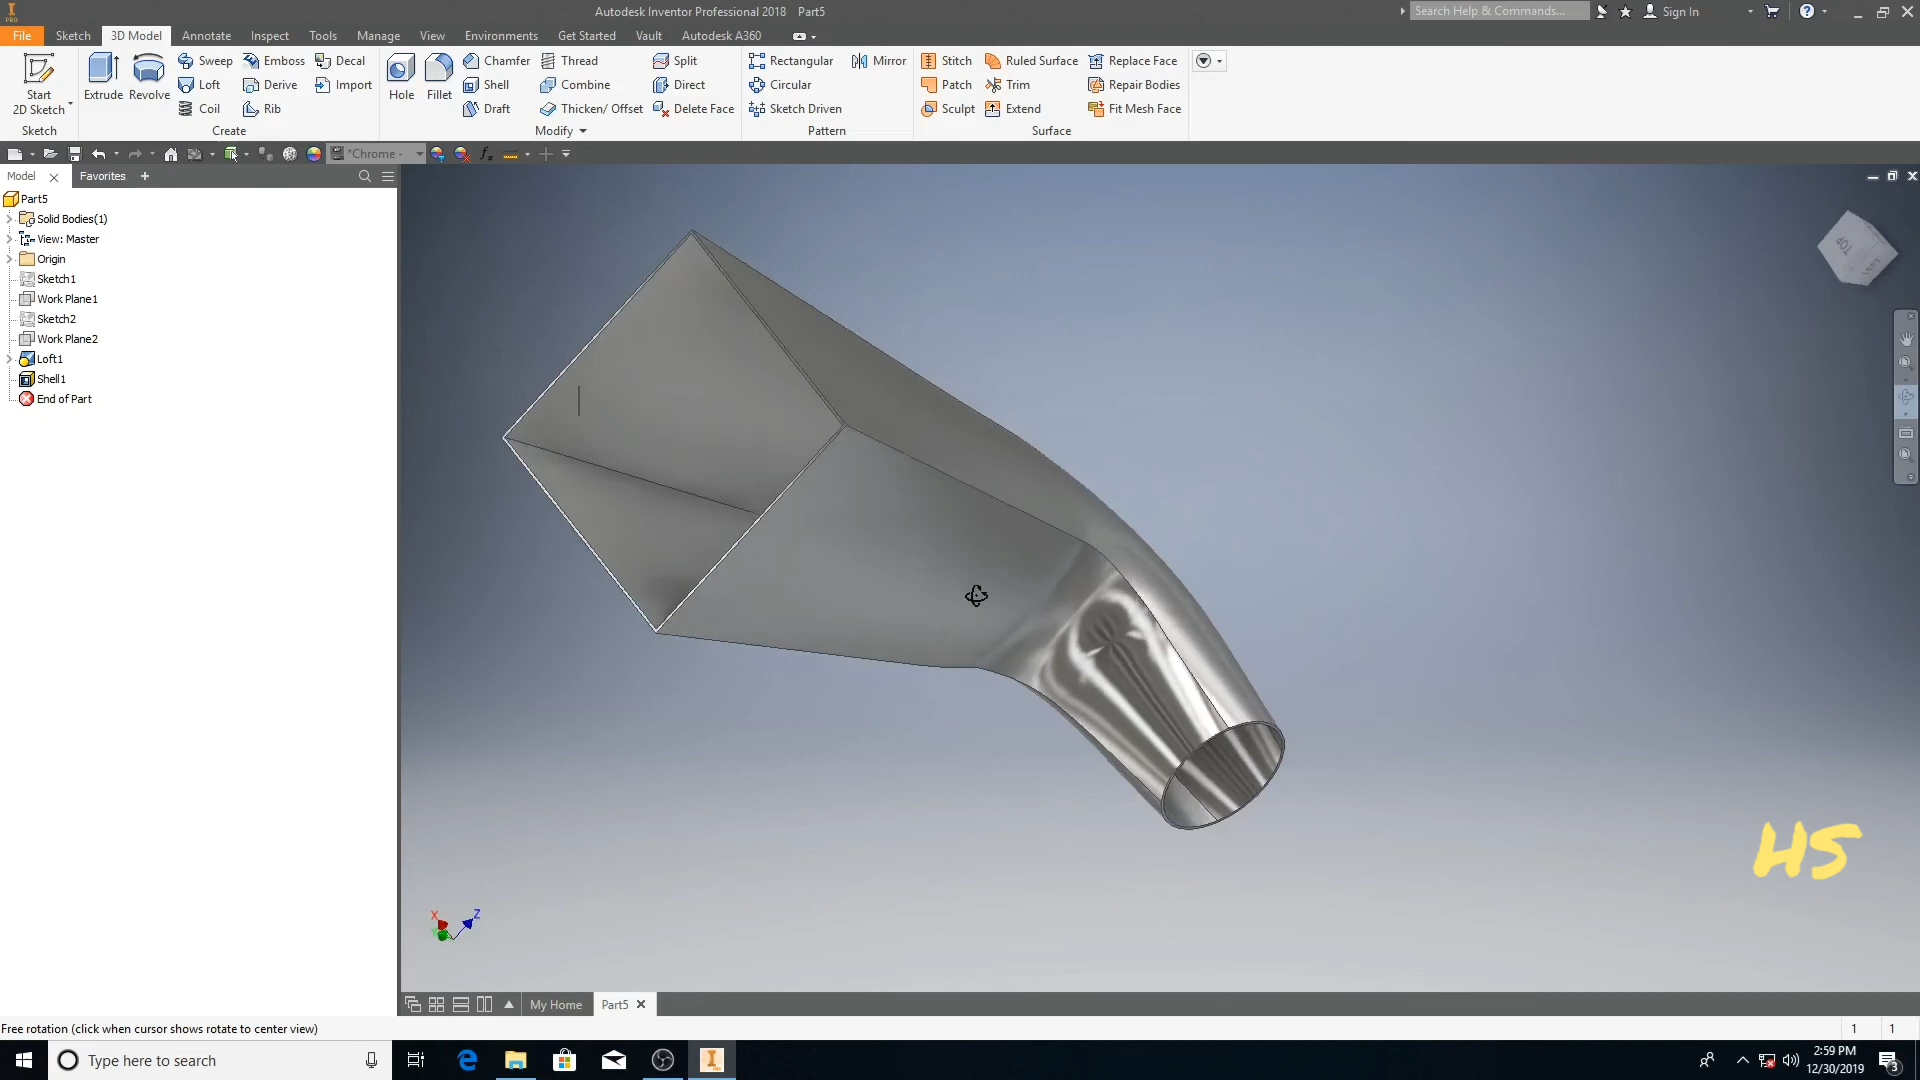 Autodesk Inventor Professional 2018 Part5
Search Help & Commands...
Sign In
PRO
File Sketch 3D Model Annotate Inspect Tools Manage View Environments Get Started Vault Autodesk A360
Start
2D Sketch
Sketch
Extrude
Revolve
Sweep
Loft
Coil
Emboss
Derive
Rib
Decal
Import
Create
Hole
Fillet
Chamfer
Shell
Draft
Thread
Combine
Thicken/ Offset
Split
Direct
Delete Face
Modify
Rectangular
Circular
Sketch Driven
Mirror
Pattern
Stitch
Patch
Sculpt
Ruled Surface
Trim
Extend
Replace Face
Repair Bodies
Fit Mesh Face
Surface
*Chrome -
Model
Favorites
Part5
Solid Bodies(1)
View: Master
Origin
Sketch1
Work Plane1
Sketch2
Work Plane2
Loft1
Shell1
End of Part
TOP
HS
X
Z
My Home
Part5
Free rotation (click when cursor shows rotate to center view)
1 1
Type here to search
2:59 PM
12/30/2019
3